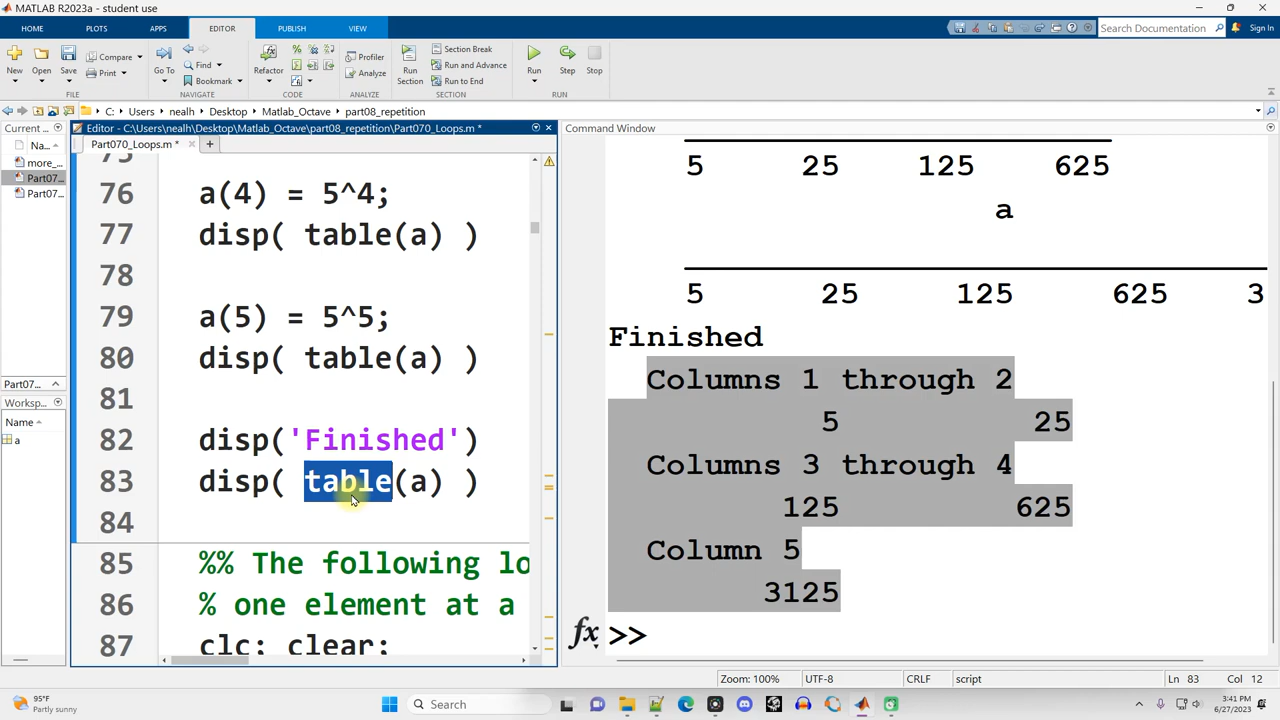 MATLAB R2023a - student use
HOME PLOTS APPS EDITOR PUBLISH VIEW Search Documentation Sign In
New Open Save Compare Print Go To Find Bookmark Refactor Profiler Analyze Run Section Section Break Run and Advance Run to End Run Step Stop
FILE NAVIGATE CODE ANALYZE SECTION RUN
C: Users nealh Desktop Matlab_Octave part08_repetition
Current ...
Na...
more_...
Part07...
Part07...
Part07...
Worksp...
Name
a
Editor - C:\Users\nealh\Desktop\Matlab_Octave\part08_repetition\Part070_Loops.m *
Part070_Loops.m *
75
76 a(4) = 5^4;
77 disp( table(a) )
78
79 a(5) = 5^5;
80 disp( table(a) )
81
82 disp('Finished')
83 disp( table(a) )
84
85 %% The following lo
86 % one element at a
87 clc; clear;
Command Window
5 25 125 625
a
5 25 125 625 3
Finished
Columns 1 through 2
5 25
Columns 3 through 4
125 625
Column 5
3125
fx >>
Zoom: 100% UTF-8 CRLF script Ln 83 Col 12
95°F
Partly sunny
Search
3:41 PM
6/27/2023